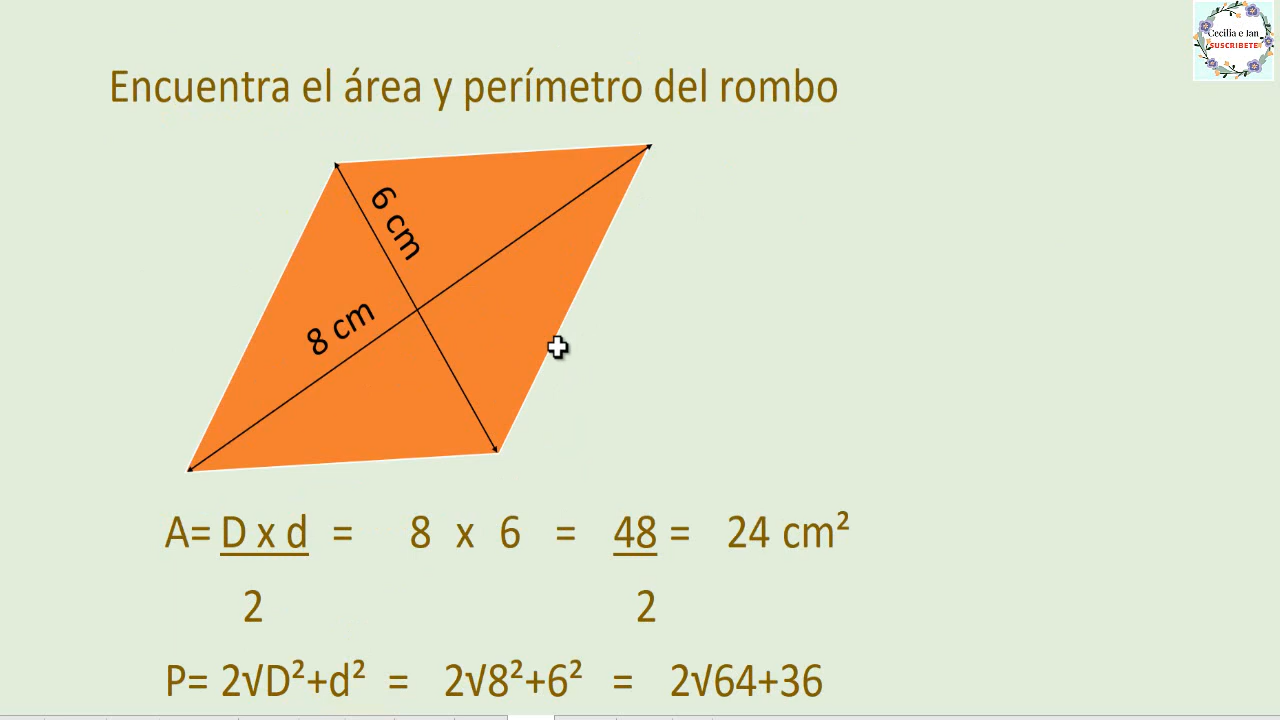 Cecilia e Ian
SUSCRIBETE
Encuentra el área y perímetro del rombo
6 cm
8 cm
A= D x d = 8 x 6 = 48 = 24 cm²
2 2
P= 2√D²+d² = 2√8²+6² = 2√64+36